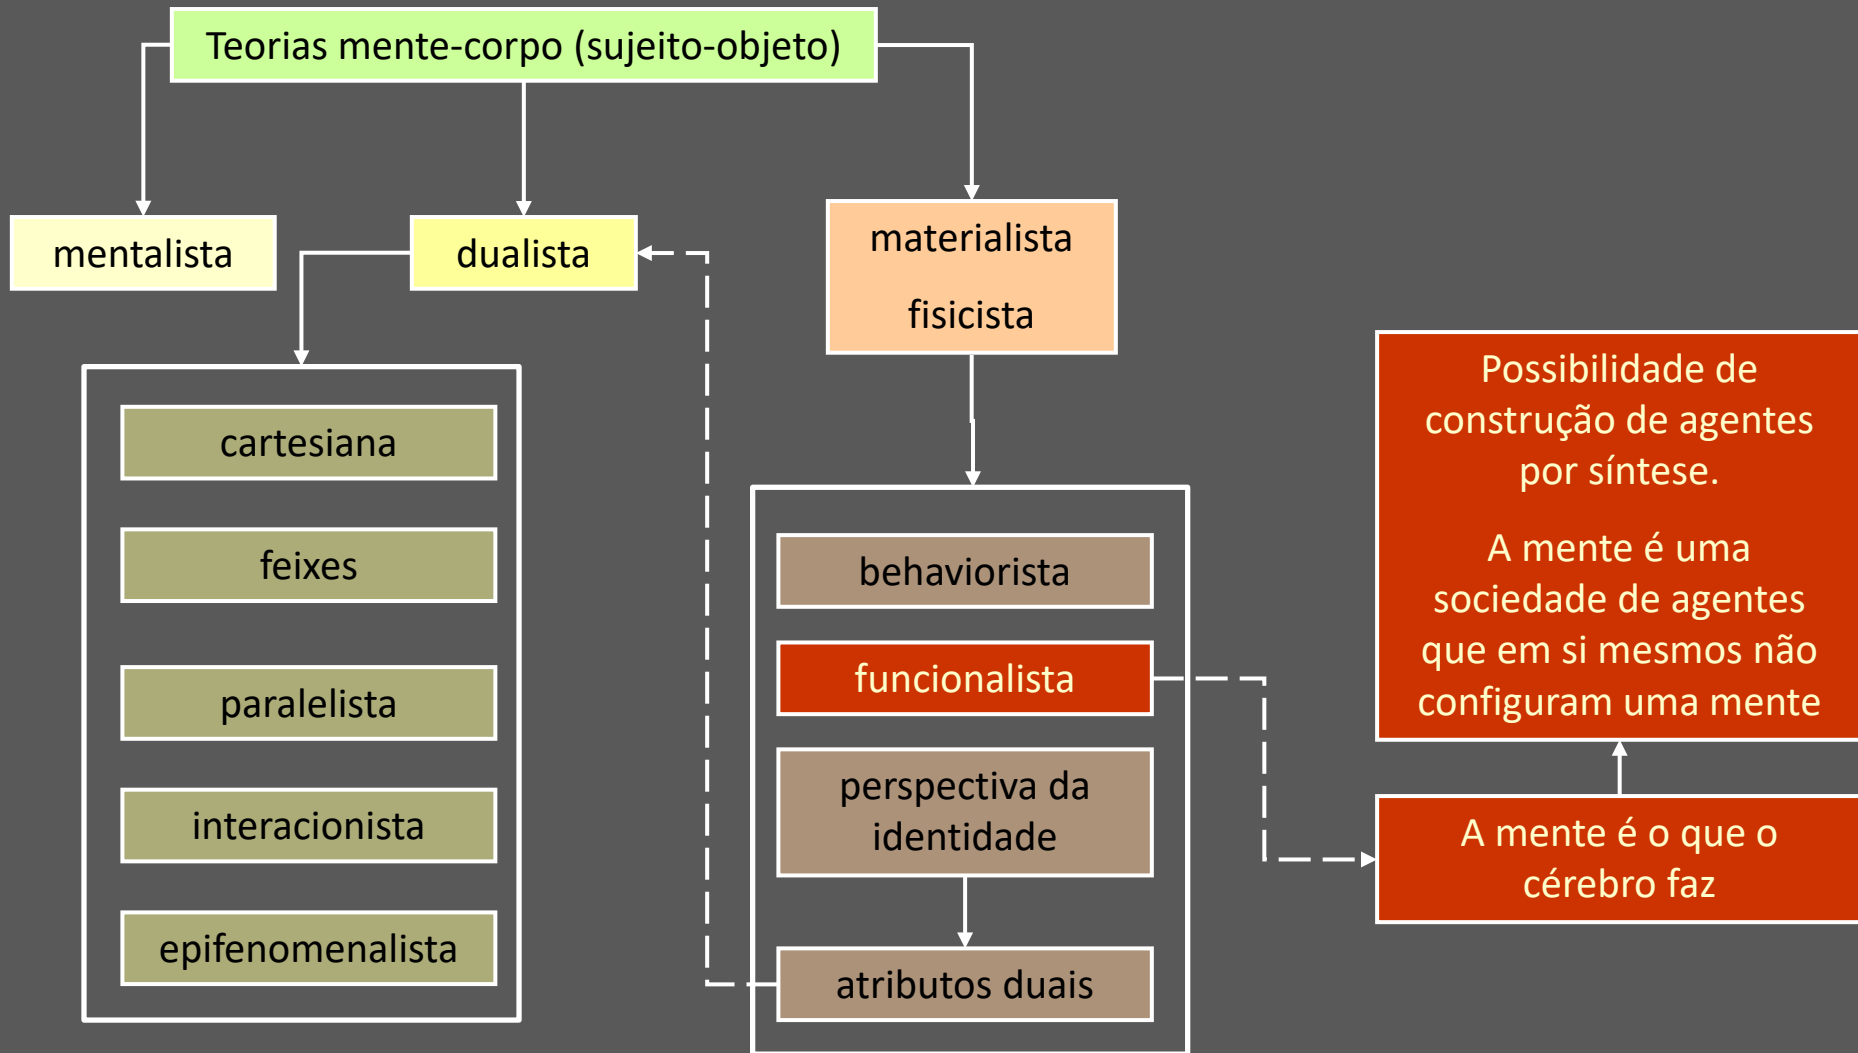 Teorias mente-corpo (sujeito-objeto)
mentalista
dualista
materialista
fisicista
cartesiana
feixes
paralelista
interacionista
epifenomenalista
behaviorista
funcionalista
perspectiva da
identidade
atributos duais
Possibilidade de
construção de agentes
por síntese.
A mente é uma
sociedade de agentes
que em si mesmos não
configuram uma mente
A mente é o que o
cérebro faz